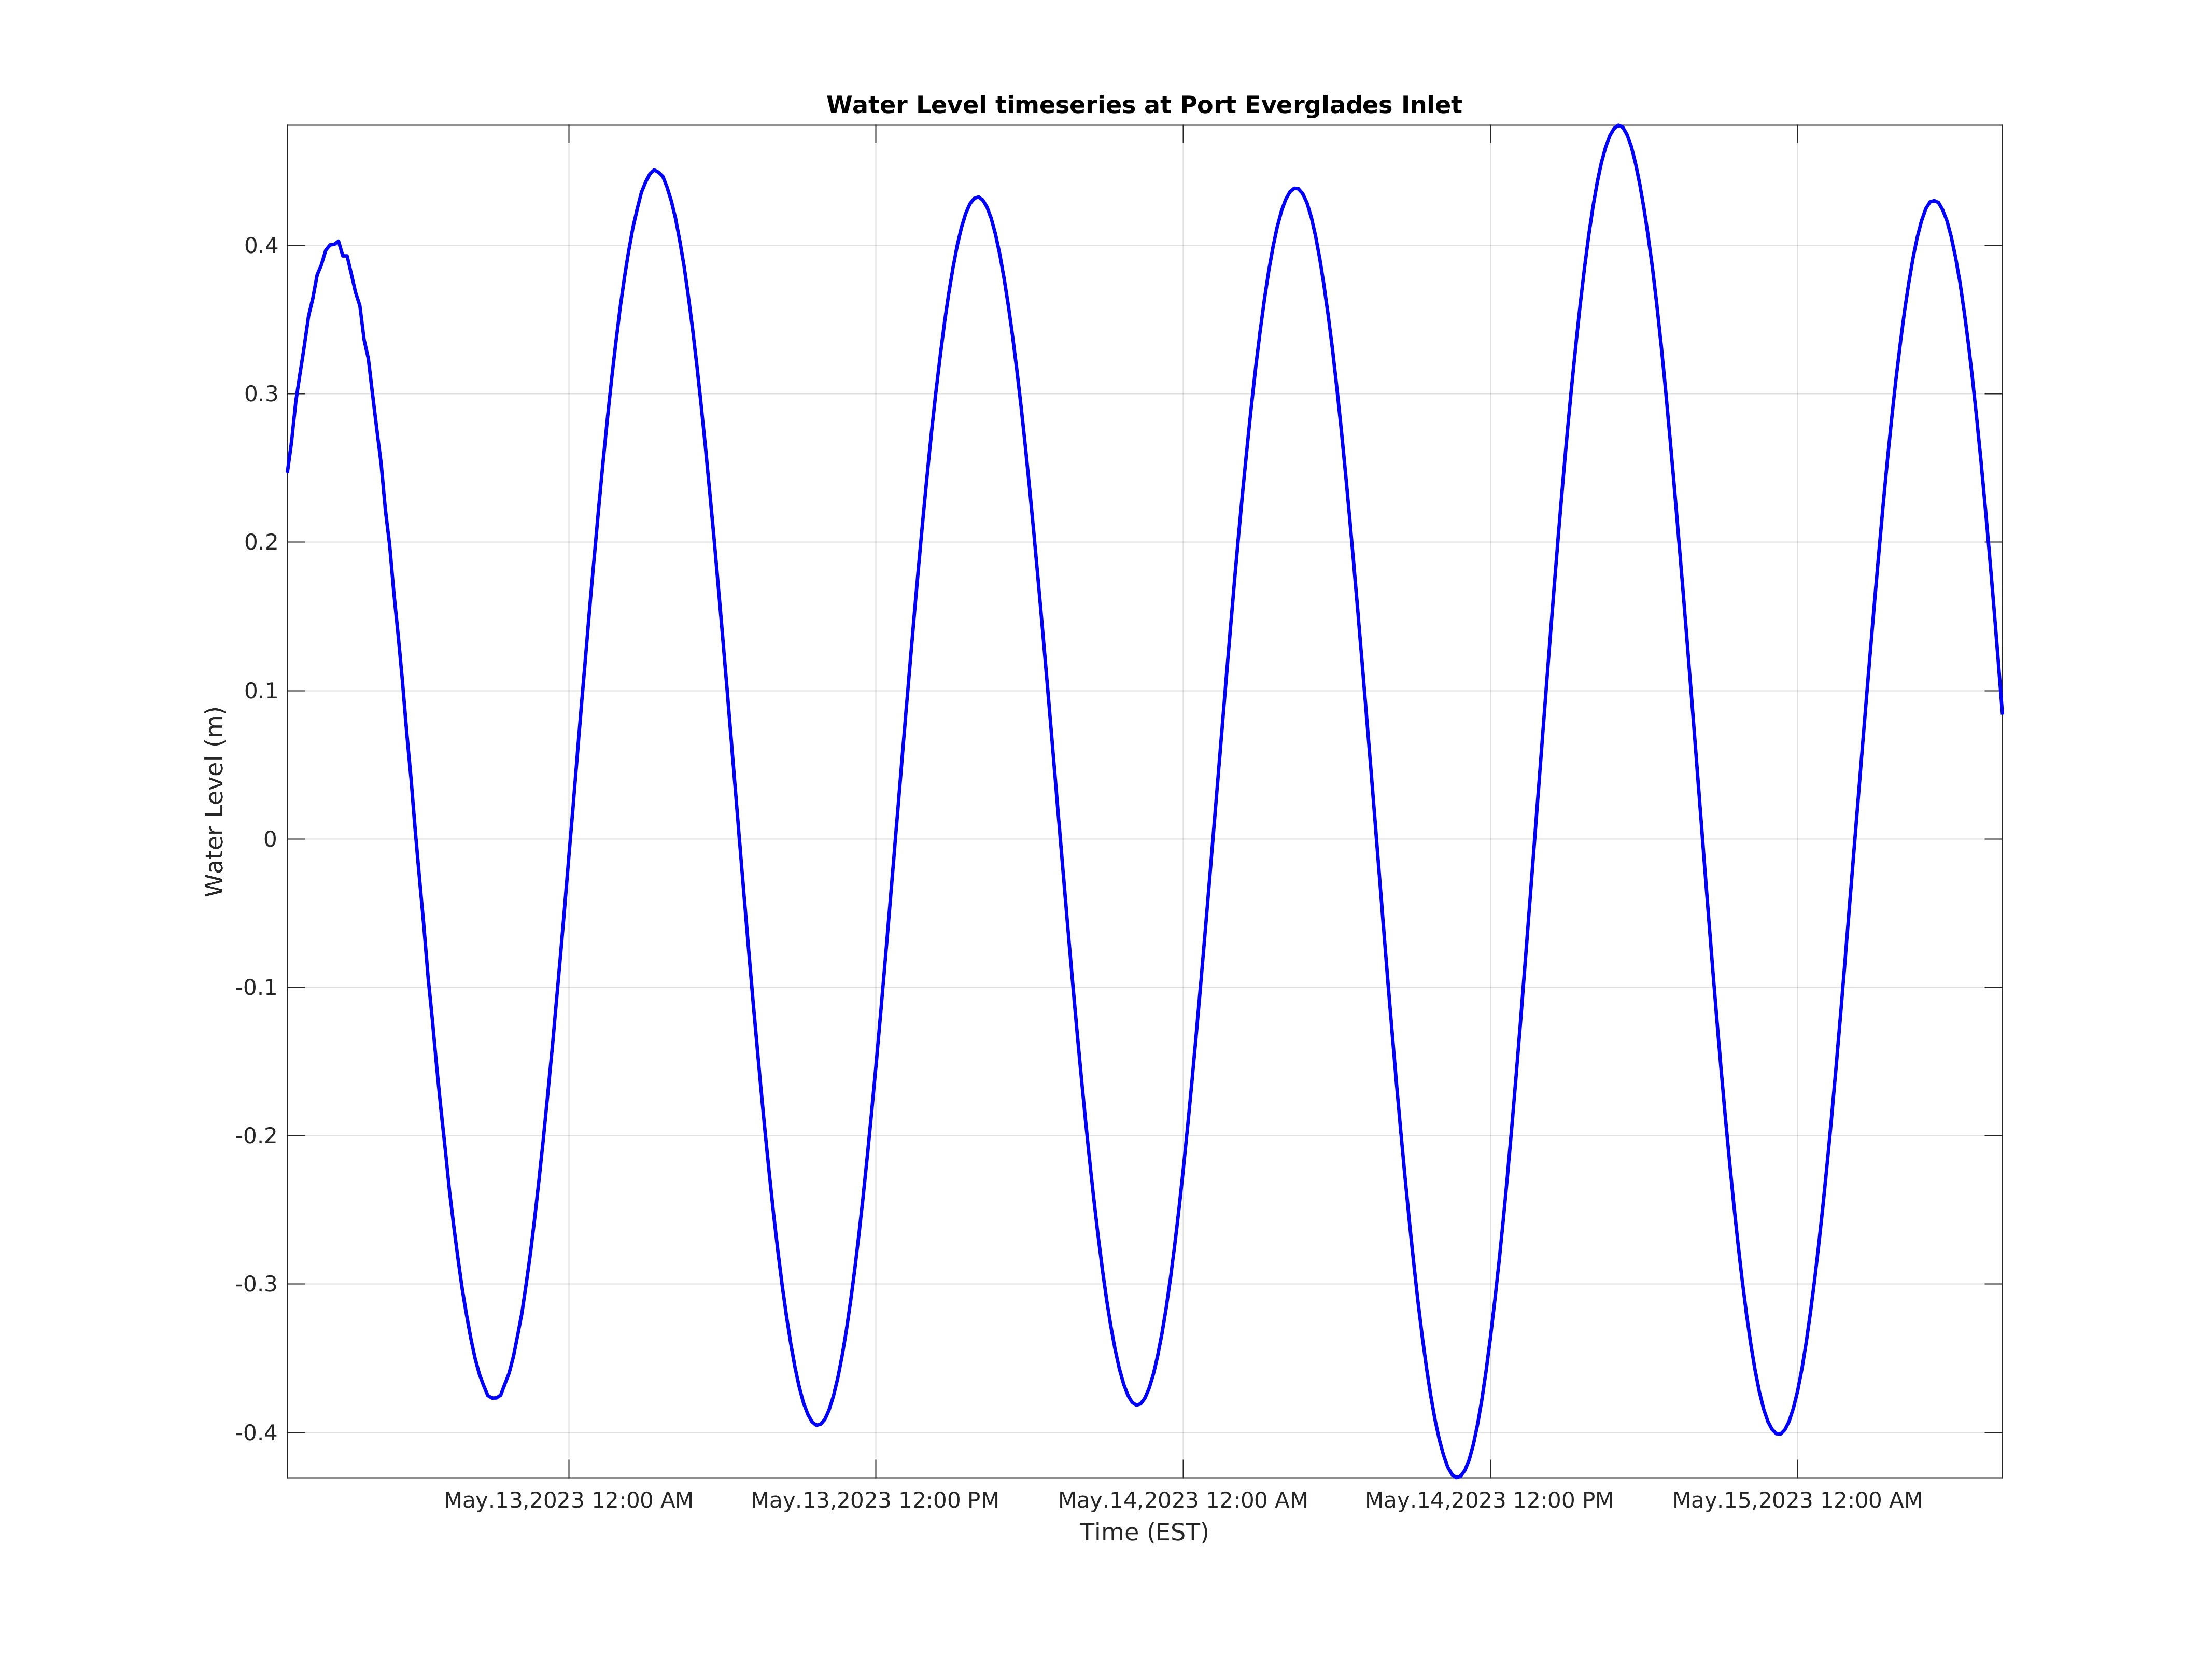 Water Level timeseries at Port Everglades Inlet
0.4
0.3
0.2
0.1
0
-0.1
-0.2
-0.3
-0.4
Water Level (m)
May.13,2023 12:00 AM
May.13,2023 12:00 PM
May.14,2023 12:00 AM
May.14,2023 12:00 PM
May.15,2023 12:00 AM
Time (EST)